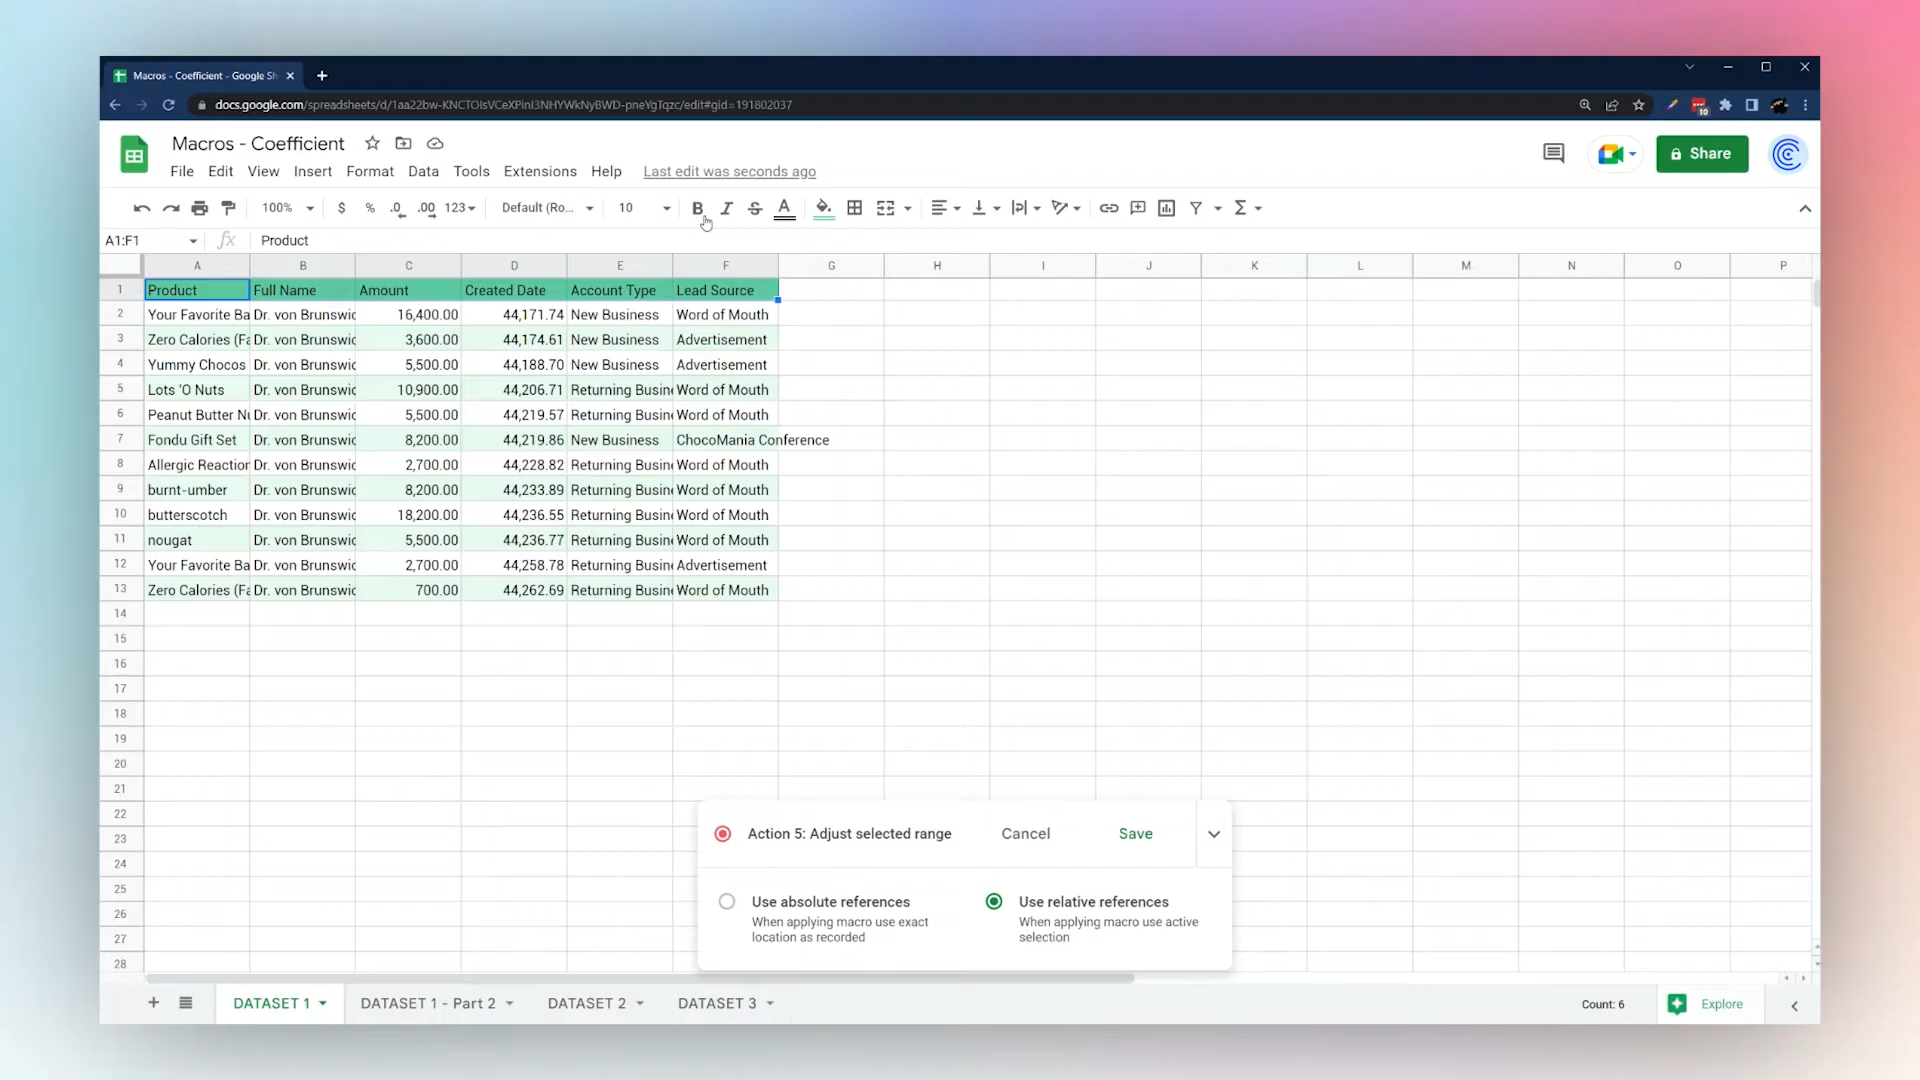 Macros - Coefficient - Google Sh
docs.google.com/spreadsheets/d/1aa22bw-KNCTOIsVCeXPinI3NHYWkNyBWD-pneYgTqzc/edit#gid=191802037
10
Macros - Coefficient
Share
File Edit View Insert Format Data Tools Extensions Help Last edit was seconds ago
100% $ % .0 .00 123 Default (Ro... 10 B I S A Σ
A1:F1 fx Product
A B C D E F G H I J K L M N O P
1 Product Full Name Amount Created Date Account Type Lead Source
2 Your Favorite Ba Dr. von Brunswic 16,400.00 44,171.74 New Business Word of Mouth
3 Zero Calories (Fa Dr. von Brunswic 3,600.00 44,174.61 New Business Advertisement
4 Yummy Chocos Dr. von Brunswic 5,500.00 44,188.70 New Business Advertisement
5 Lots 'O Nuts Dr. von Brunswic 10,900.00 44,206.71 Returning Busine Word of Mouth
6 Peanut Butter Nu Dr. von Brunswic 5,500.00 44,219.57 Returning Busine Word of Mouth
7 Fondu Gift Set Dr. von Brunswic 8,200.00 44,219.86 New Business ChocoMania Conference
8 Allergic Reaction Dr. von Brunswic 2,700.00 44,228.82 Returning Busine Word of Mouth
9 burnt-umber Dr. von Brunswic 8,200.00 44,233.89 Returning Busine Word of Mouth
10 butterscotch Dr. von Brunswic 18,200.00 44,236.55 Returning Busine Word of Mouth
11 nougat Dr. von Brunswic 5,500.00 44,236.77 Returning Busine Word of Mouth
12 Your Favorite Ba Dr. von Brunswic 2,700.00 44,258.78 Returning Busine Advertisement
13 Zero Calories (Fa Dr. von Brunswic 700.00 44,262.69 Returning Busine Word of Mouth
14
15
16
17
18
19
20
21
22
23
24
25
26
27
28
Action 5: Adjust selected range Cancel Save
Use absolute references
When applying macro use exact
location as recorded
Use relative references
When applying macro use active
selection
DATASET 1 DATASET 1 - Part 2 DATASET 2 DATASET 3 Count: 6 Explore